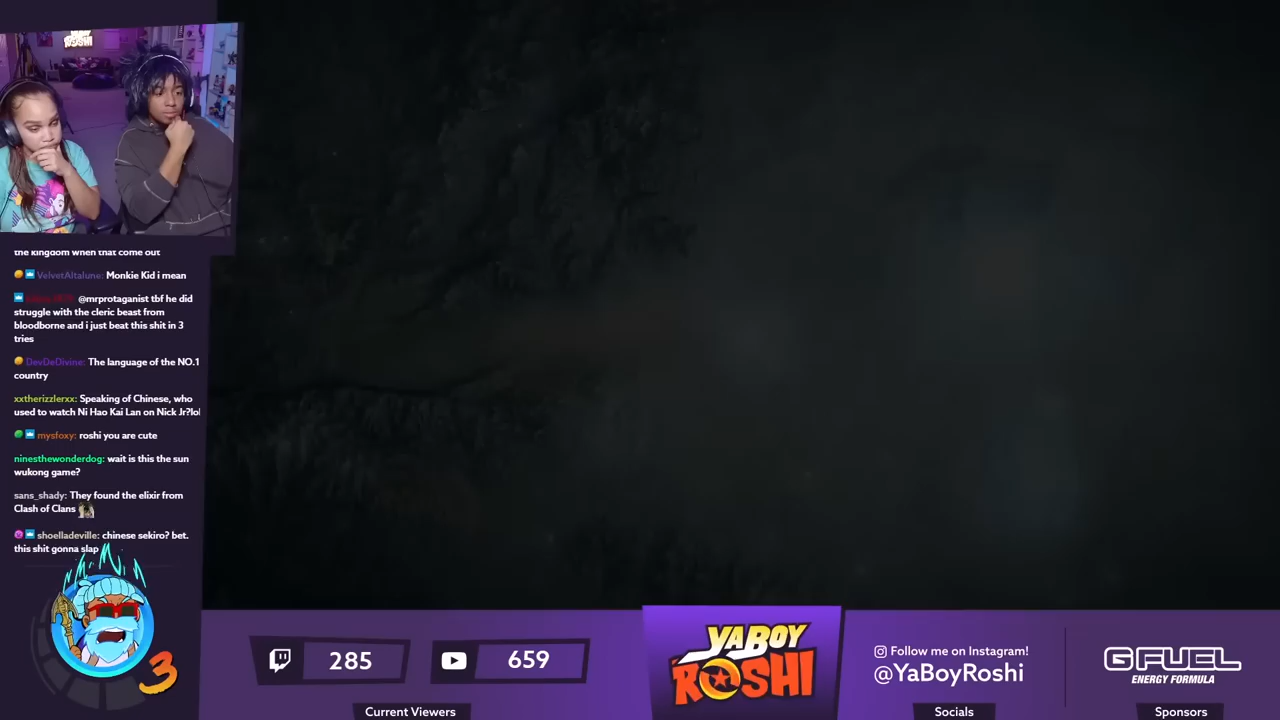 YABOY
ROSHI
the kingdom when that come out
VelvetAltalune: Monkie Kid i mean
@mrprotaganist tbf he did
struggle with the cleric beast from
bloodborne and i just beat this shit in 3
tries
DevDeDivine: The language of the NO.1
country
xxtherizzlerxx: Speaking of Chinese, who
used to watch Ni Hao Kai Lan on Nick Jr?lol
mysfoxy: roshi you are cute
ninesthewonderdog: wait is this the sun
wukong game?
sans_shady: They found the elixir from
Clash of Clans
shoelladeville: chinese sekiro? bet.
this shit gonna slap
3
285
659
Current Viewers
YABOY
ROSHI
Follow me on Instagram!
@YaBoyRoshi
Socials
G FUEL
ENERGY FORMULA
Sponsors